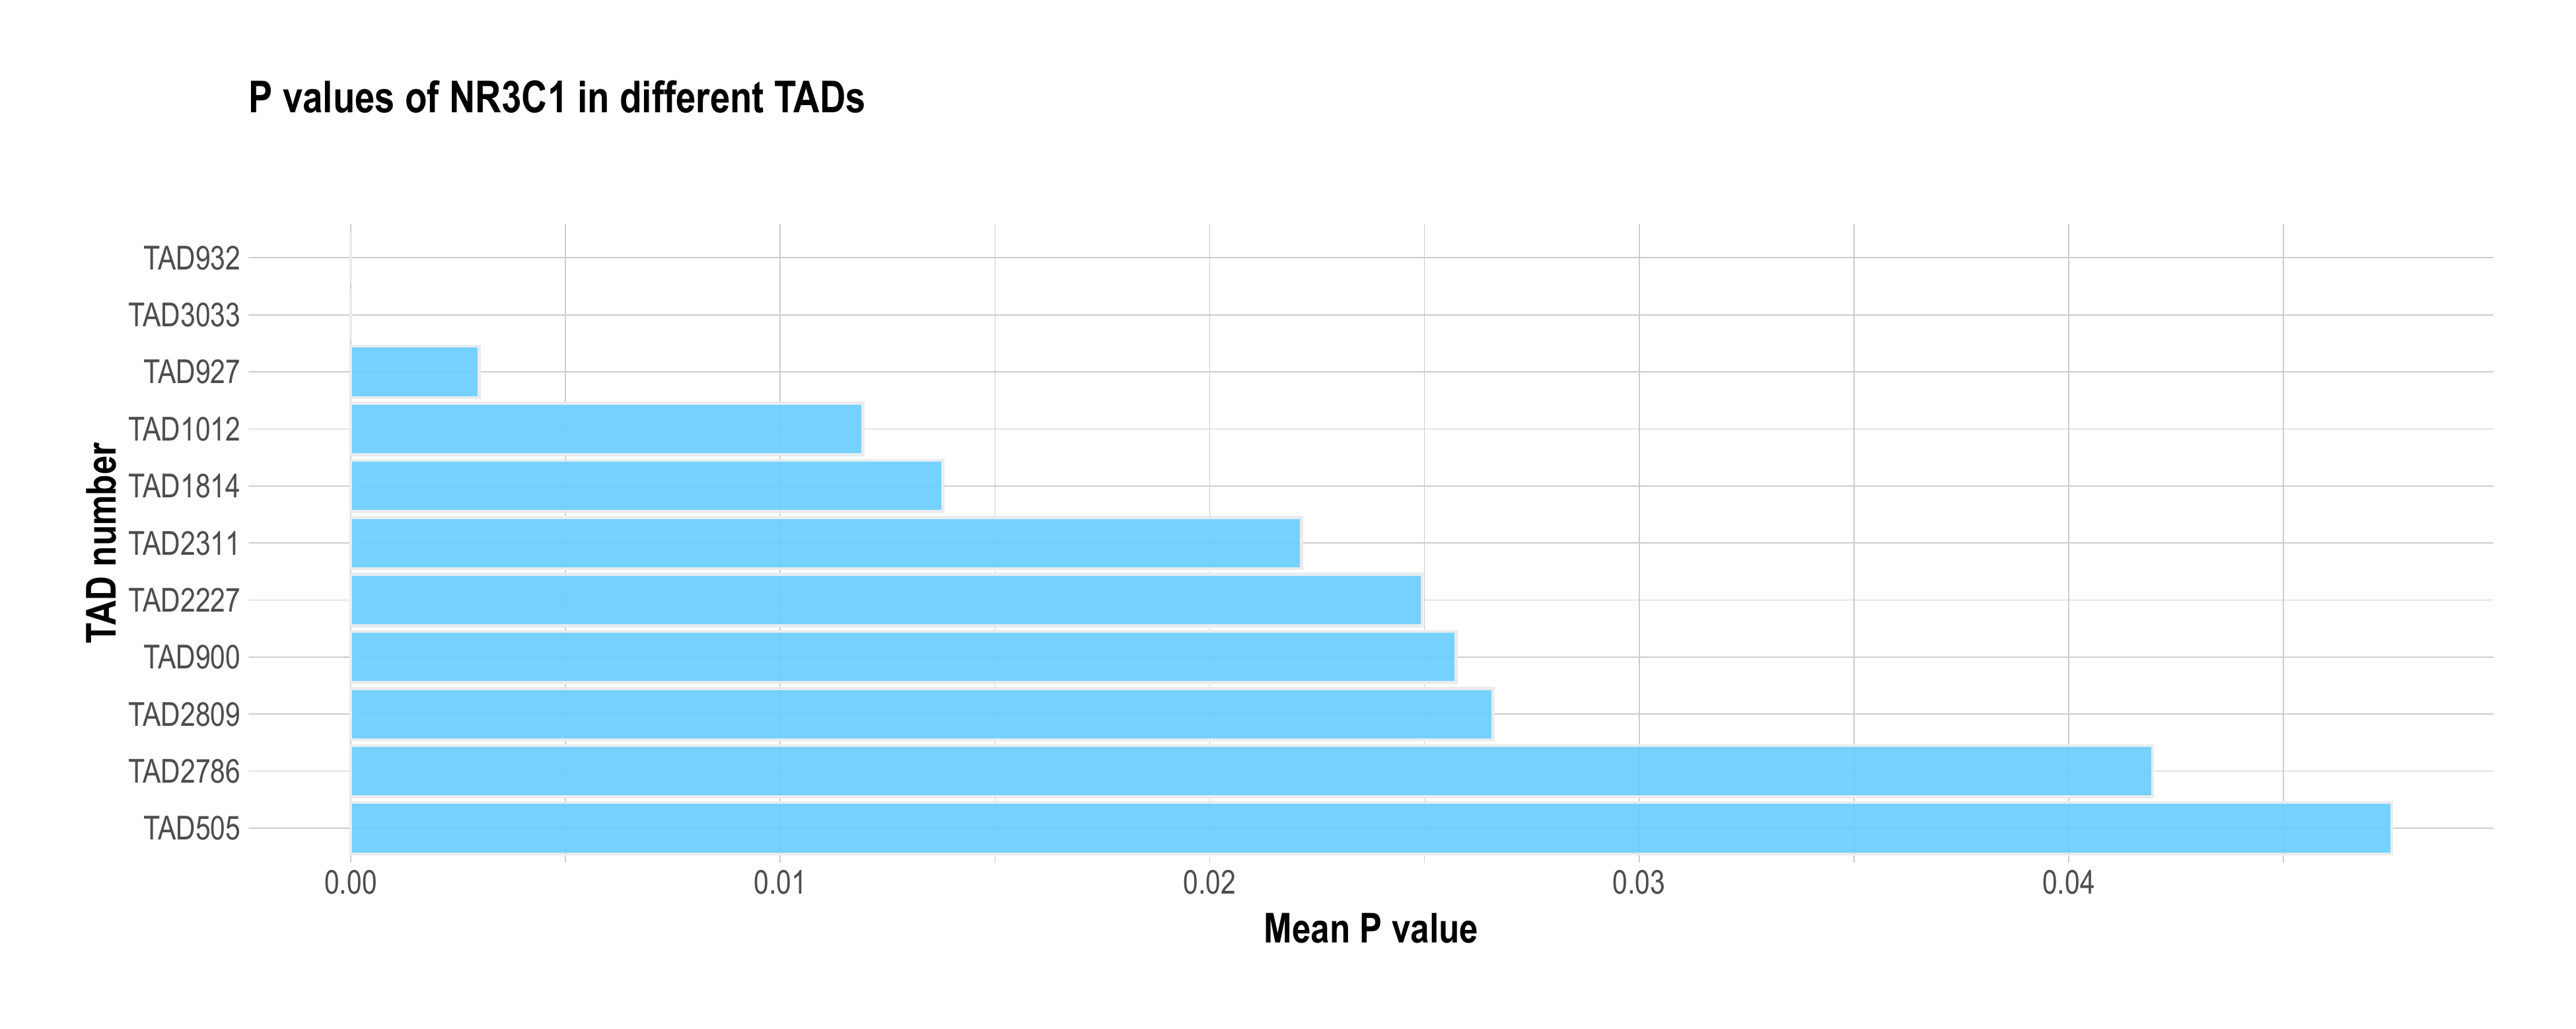 P values of NR3C1 in different TADs
TAD number
TAD932
TAD3033
TAD927
TAD1012
TAD1814
TAD2311
TAD2227
TAD900
TAD2809
TAD2786
TAD505
0.00 0.01 0.02 0.03 0.04
Mean P value